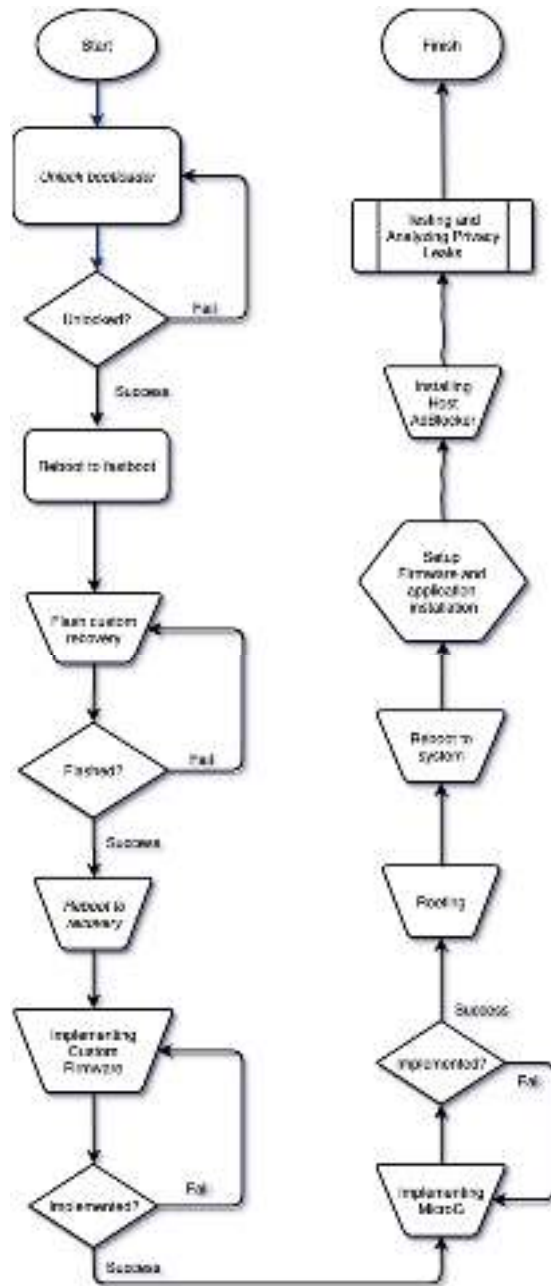 Start
Unlock bootloader
Unlocked?
Fail
Success
Reboot to fastboot
Flash custom
recovery
Flashed?
Fail
Success
Reboot to
recovery
Implementing
Custom
Firmware
Implemented?
Fail
Success
Implementing
MicroG
Implemented?
Fail
Success
Rooting
Reboot to
system
Setup
Firmware and
application
installation
Installing
Host
AdBlocker
Testing and
Analyzing Privacy
Leaks
Finish